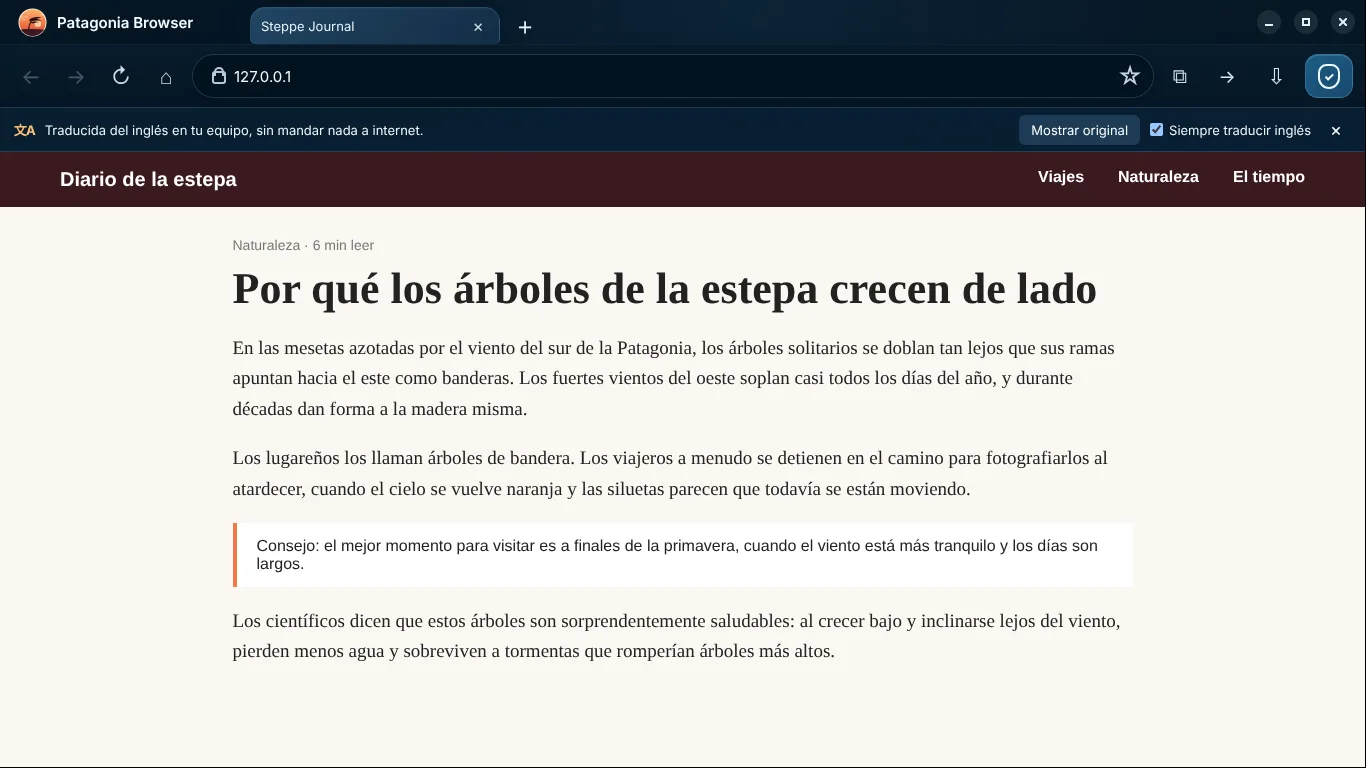 Patagonia Browser
Steppe Journal
127.0.0.1
文A Traducida del inglés en tu equipo, sin mandar nada a internet.
Mostrar original
Siempre traducir inglés
Diario de la estepa
Viajes
Naturaleza
El tiempo
Naturaleza · 6 min leer
Por qué los árboles de la estepa crecen de lado
En las mesetas azotadas por el viento del sur de la Patagonia, los árboles solitarios se doblan tan lejos que sus ramas
apuntan hacia el este como banderas. Los fuertes vientos del oeste soplan casi todos los días del año, y durante
décadas dan forma a la madera misma.
Los lugareños los llaman árboles de bandera. Los viajeros a menudo se detienen en el camino para fotografiarlos al
atardecer, cuando el cielo se vuelve naranja y las siluetas parecen que todavía se están moviendo.
Consejo: el mejor momento para visitar es a finales de la primavera, cuando el viento está más tranquilo y los días son
largos.
Los científicos dicen que estos árboles son sorprendentemente saludables: al crecer bajo y inclinarse lejos del viento,
pierden menos agua y sobreviven a tormentas que romperían árboles más altos.